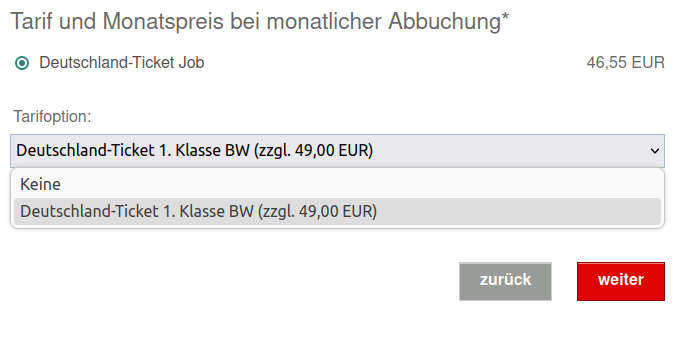 Tarif und Monatspreis bei monatlicher Abbuchung*
Deutschland-Ticket Job 46,55 EUR
Tarifoption:
Deutschland-Ticket 1. Klasse BW (zzgl. 49,00 EUR)
Keine
Deutschland-Ticket 1. Klasse BW (zzgl. 49,00 EUR)
zurück weiter